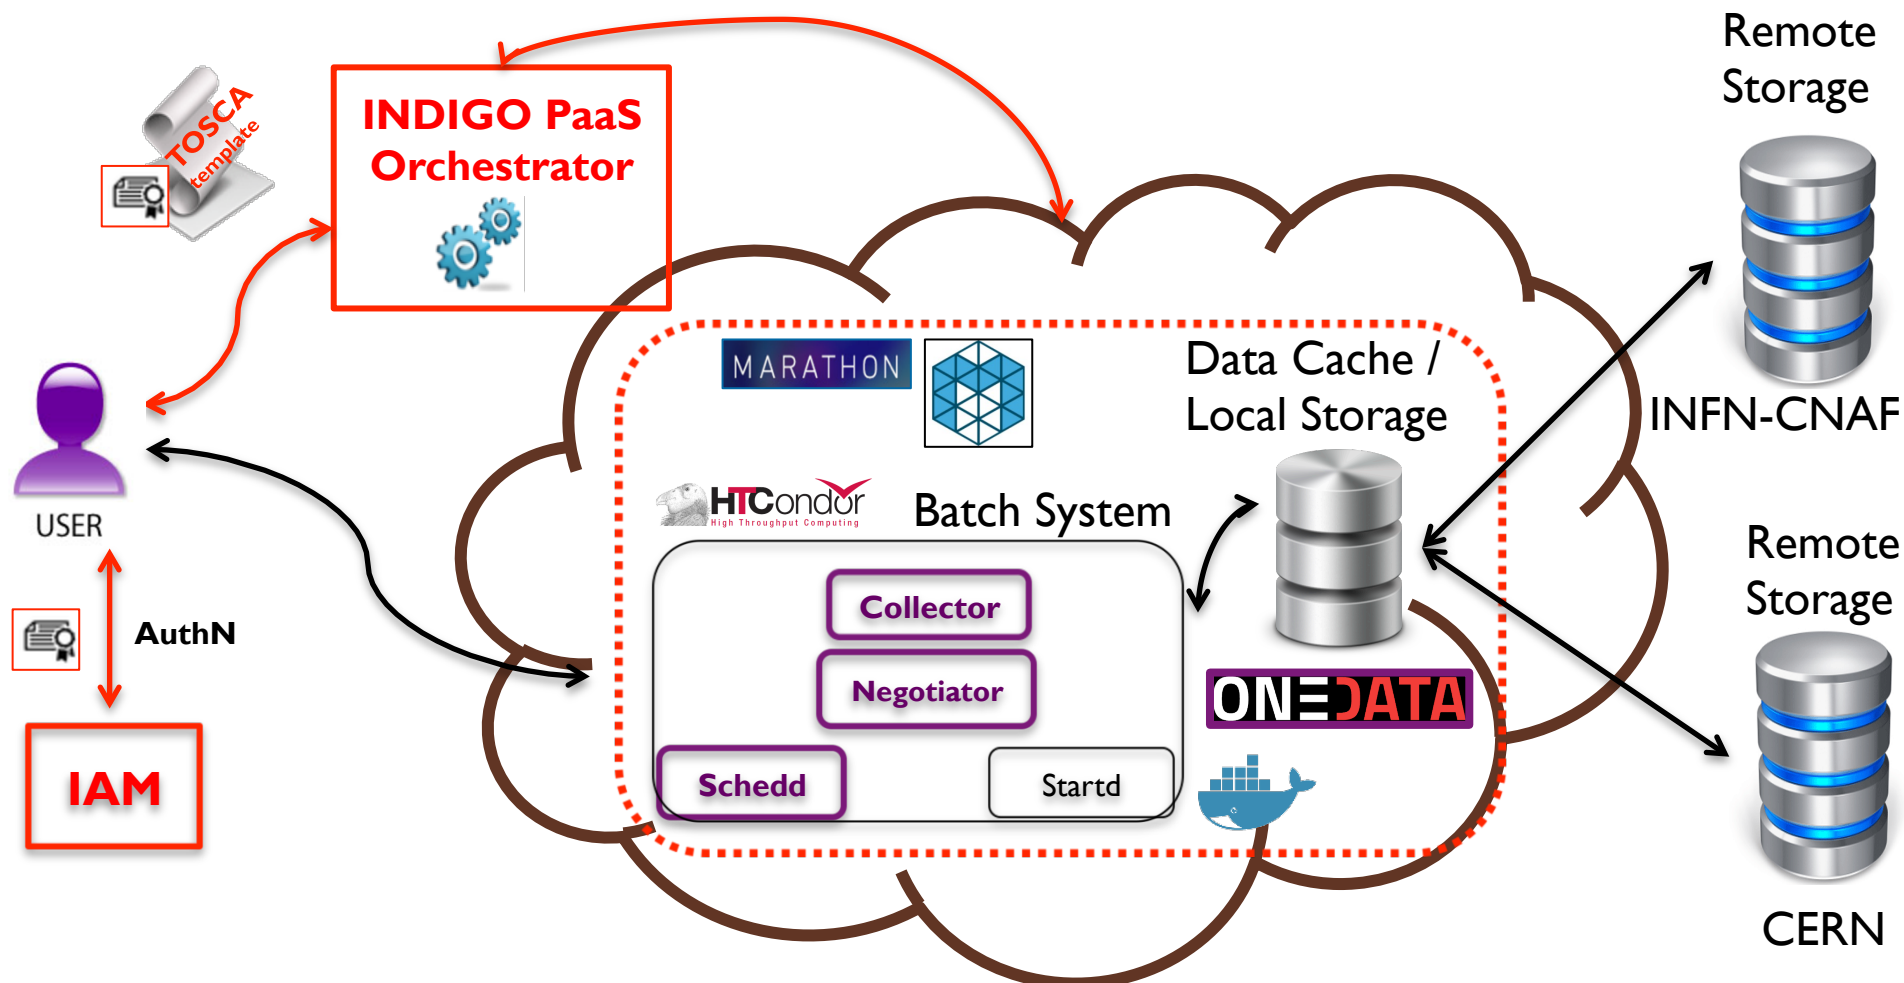 Remote
Storage
TOSCA
template
INDIGO PaaS
Orchestrator
MARATHON
Data Cache /
Local Storage
INFN-CNAF
USER
HTCondor
High Throughput Computing
Batch System
Remote
Storage
Collector
AuthN
Negotiator
ONEDATA
IAM
Schedd
Startd
CERN